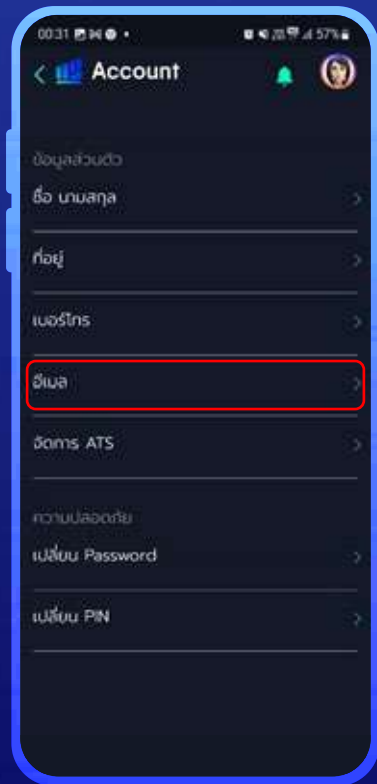 00:31
57%
Account
ข้อมูลส่วนตัว
ชื่อ นามสกุล
ที่อยู่
เบอร์โทร
อีเมล
จัดการ ATS
ความปลอดภัย
เปลี่ยน Password
เปลี่ยน PIN